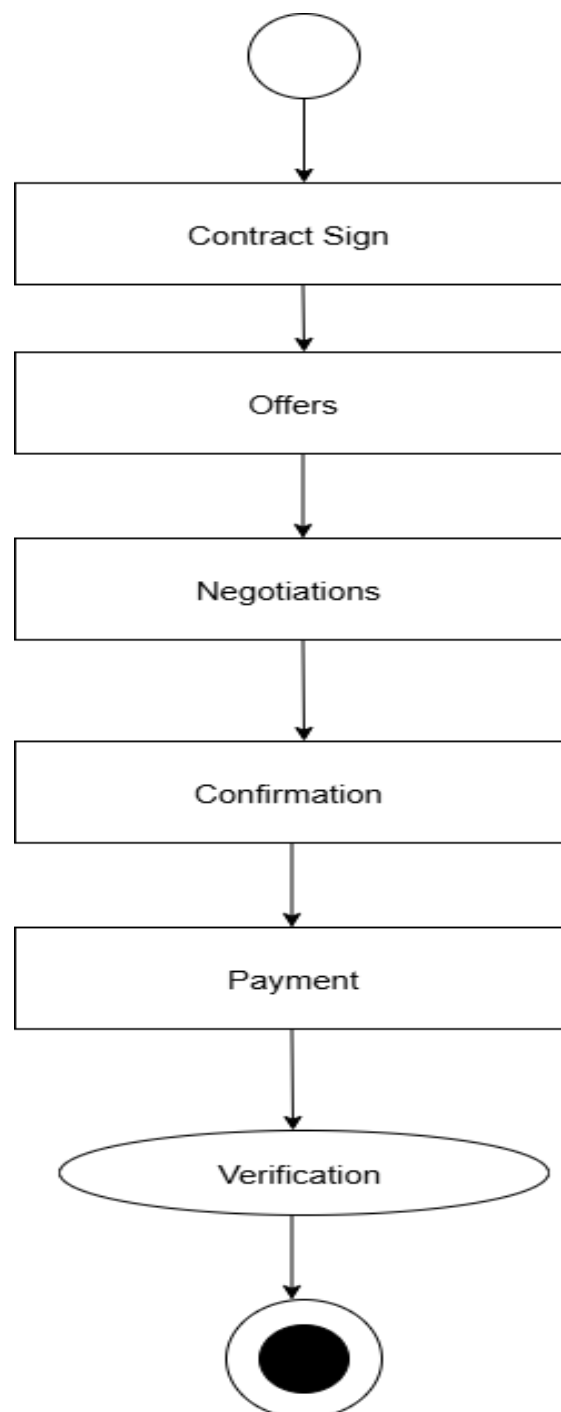 Contract Sign
Offers
Negotiations
Confirmation
Payment
Verification